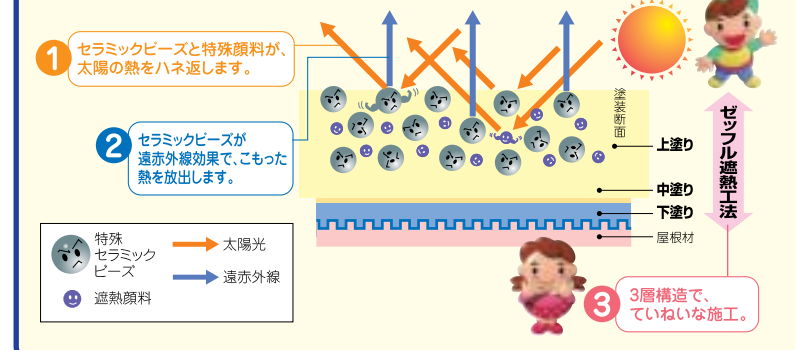 1
セラミックビーズと特殊顔料が、
太陽の熱をハネ返します。
2
セラミックビーズが
遠赤外線効果で、こもった
熱を放出します。
塗装断面
上塗り
中塗り
下塗り
屋根材
ゼッフル遮熱工法
特殊
セラミック
ビーズ
太陽光
遠赤外線
遮熱顔料
3
3層構造で、
ていねいな施工。